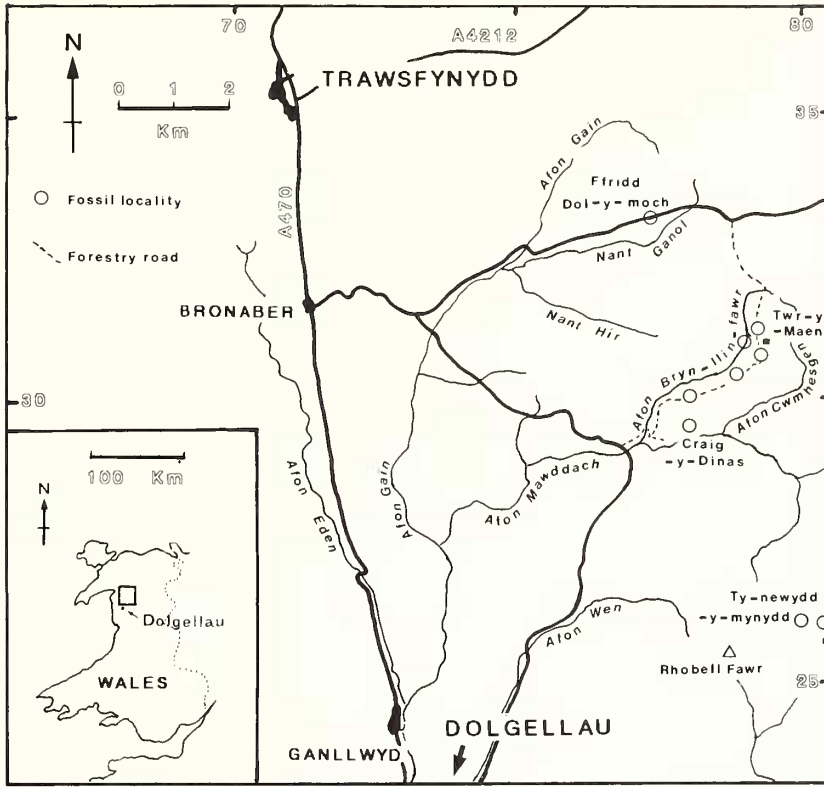 70
80
A4212
N
TRAWSFYNYDD
0 1 2
Km
35
Afon Gain
Ffridd
Dol-y-moch
Fossil locality
A470
Nant Ganol
Forestry road
BRONABER
Nant Hir
Afon Bryn-llin-fawr
Twr-y
-Maen
Afon Cwmhesgen
30
Craig
-y-Dinas
100 Km
Afon Eden
Afon Gain
Afon Mawddach
N
Dolgellau
WALES
Ty-newydd
-y-mynydd
Afon Wen
Rhobell Fawr
25
DOLGELLAU
GANLLWYD